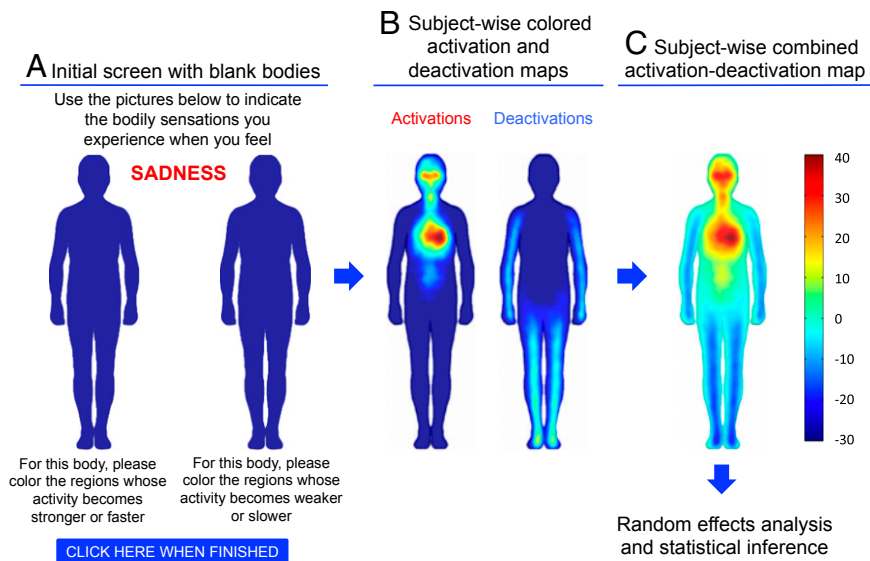 A Initial screen with blank bodies
Use the pictures below to indicate
the bodily sensations you
experience when you feel
SADNESS
For this body, please
color the regions whose
activity becomes
stronger or faster
For this body, please
color the regions whose
activity becomes weaker
or slower
CLICK HERE WHEN FINISHED
B Subject-wise colored
activation and
deactivation maps
Activations
Deactivations
C Subject-wise combined
activation-deactivation map
40
30
20
10
0
-10
-20
-30
Random effects analysis
and statistical inference